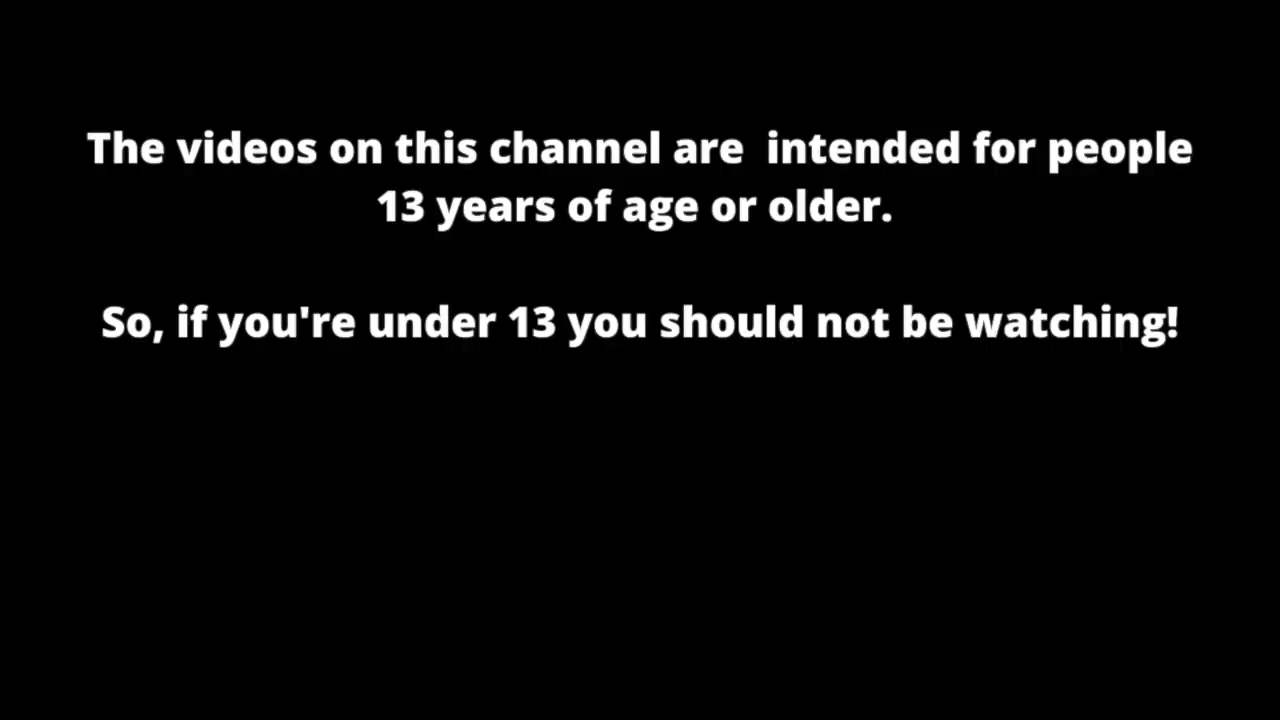 The videos on this channel are  intended for people
13 years of age or older.
So, if you're under 13 you should not be watching!